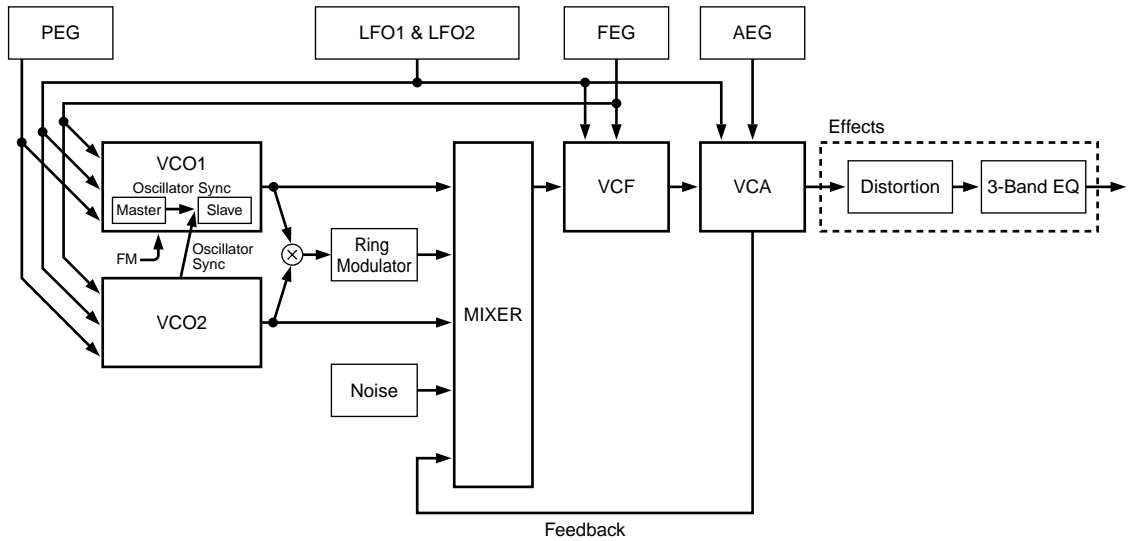 PEG
LFO1 & LFO2
FEG
AEG
Effects
VCO1
Oscillator Sync
Master
Slave
FM
Oscillator
Sync
VCO2
×
Ring
Modulator
Noise
MIXER
VCF
VCA
Distortion
3-Band EQ
Feedback